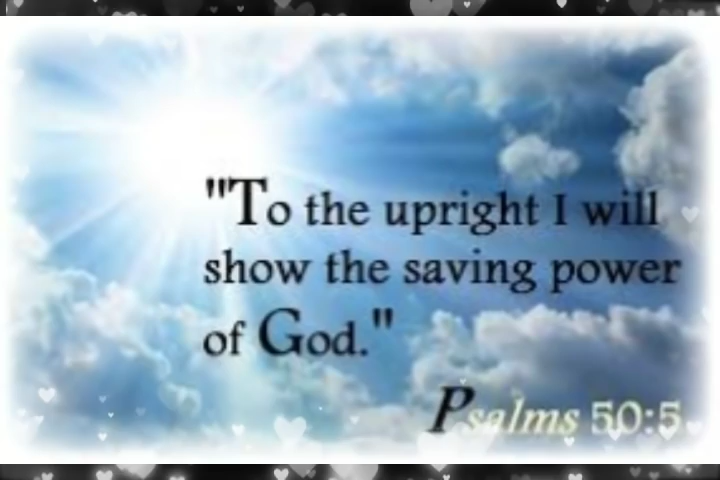 "To the upright I will
show the saving power
of God."
Psalms 50:5